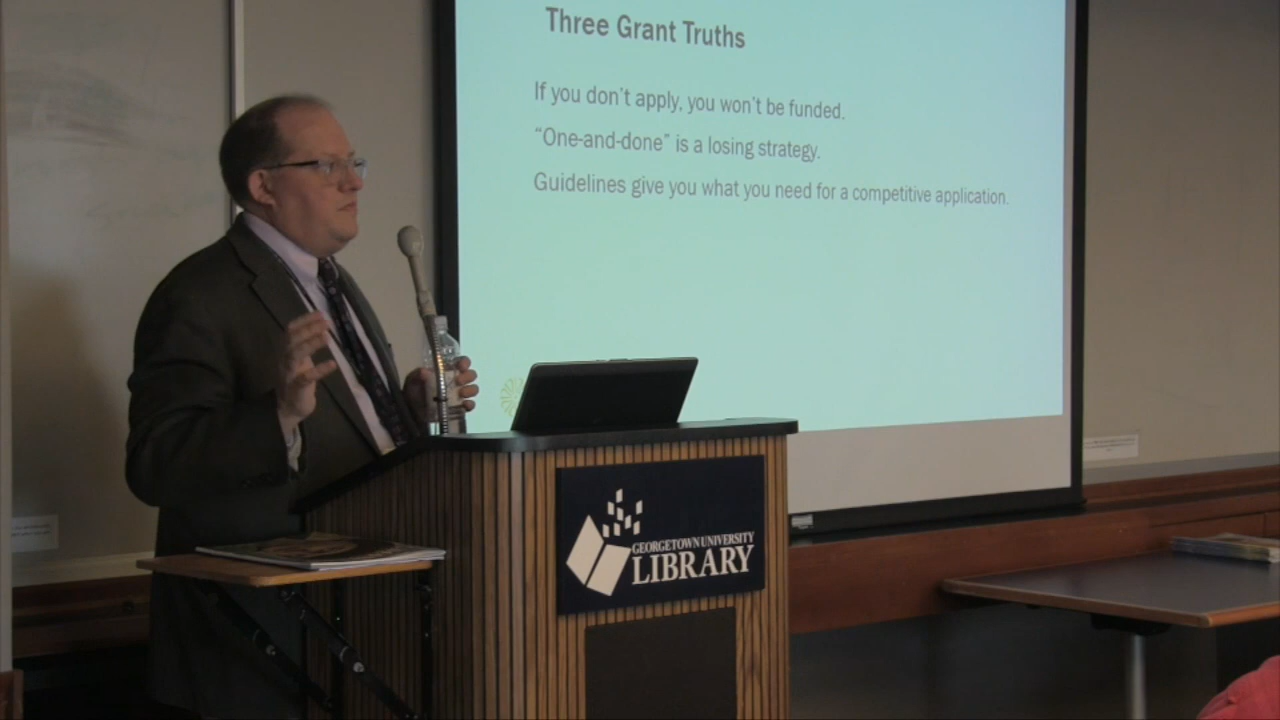 Three Grant Truths
If you don't apply, you won't be funded.
"One-and-done" is a losing strategy.
Guidelines give you what you need for a competitive application.
GEORGETOWN UNIVERSITY
LIBRARY